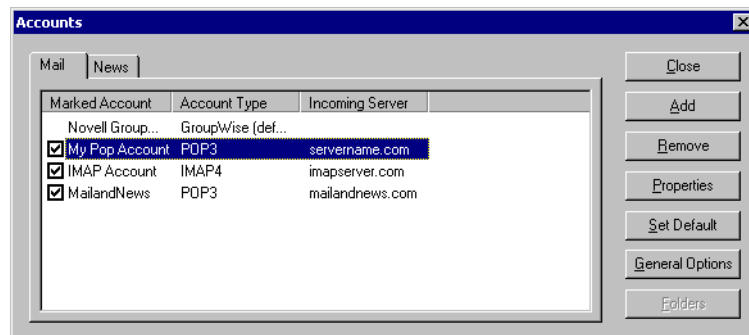 Accounts
Mail News
Marked Account Account Type Incoming Server
Novell Group... GroupWise (def...
My Pop Account POP3 servername.com
IMAP Account IMAP4 imapserver.com
MailandNews POP3 mailandnews.com
Close
Add
Remove
Properties
Set Default
General Options
Folders